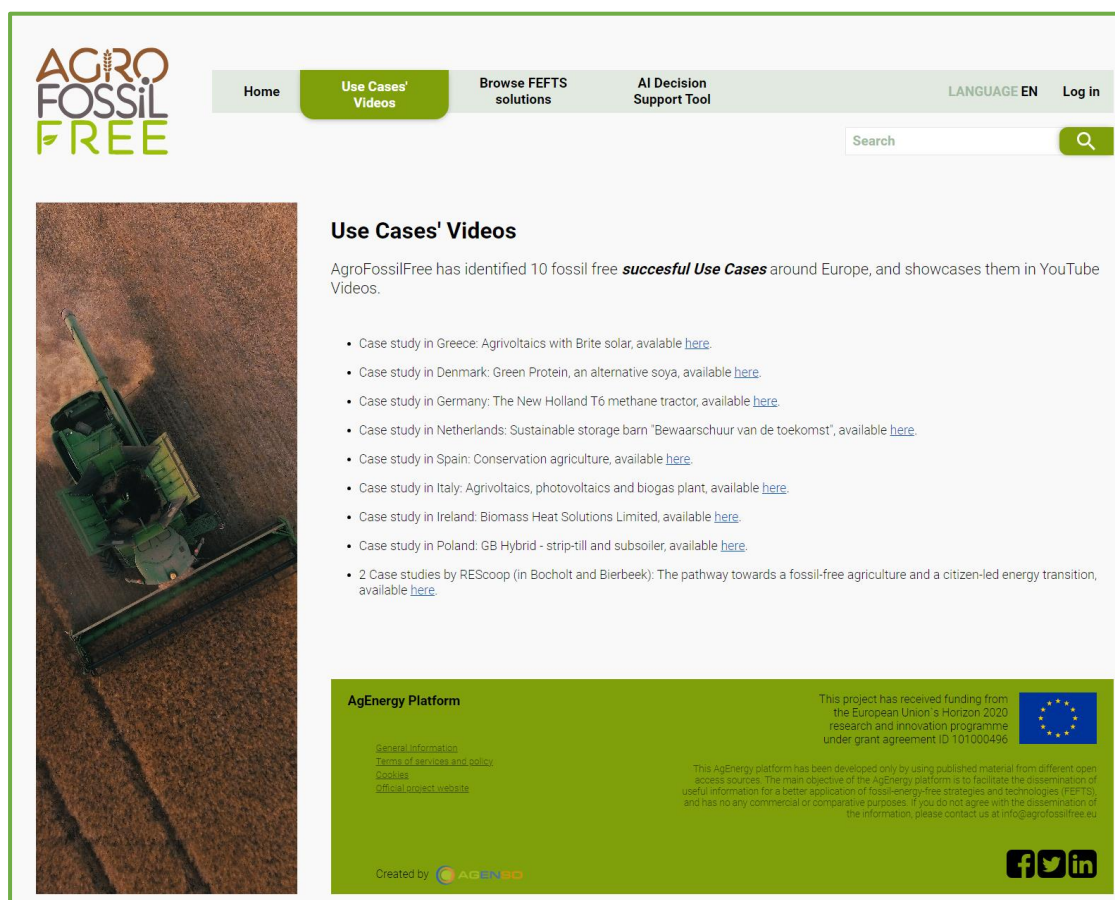 AGRO
FOSSiL
FREE
Home
Use Cases'
Videos
Browse FEFTS
solutions
AI Decision
Support Tool
LANGUAGE EN
Log in
Search
Use Cases' Videos
AgroFossilFree has identified 10 fossil free succesful Use Cases around Europe, and showcases them in YouTube
Videos.
• Case study in Greece: Agrivoltaics with Brite solar, avalable here.
• Case study in Denmark: Green Protein, an alternative soya, available here.
• Case study in Germany: The New Holland T6 methane tractor, available here.
• Case study in Netherlands: Sustainable storage barn "Bewaarschuur van de toekomst", available here.
• Case study in Spain: Conservation agriculture, available here.
• Case study in Italy: Agrivoltaics, photovoltaics and biogas plant, available here.
• Case study in Ireland: Biomass Heat Solutions Limited, available here.
• Case study in Poland: GB Hybrid - strip-till and subsoiler, available here.
• 2 Case studies by REScoop (in Bocholt and Bierbeek): The pathway towards a fossil-free agriculture and a citizen-led energy transition,
available here.
AgEnergy Platform
General Information
Terms of services and policy
Cookies
Official project website
This project has received funding from
the European Union´s Horizon 2020
research and innovation programme
under grant agreement ID 101000496
This AgEnergy platform has been developed only by using published material from different open
access sources. The main objective of the AgEnergy platform is to facilitate the dissemination of
useful information for a better application of fossil-energy-free strategies and technologies (FEFTS),
and has no any commercial or comparative purposes. If you do not agree with the dissemination of
the information, please contact us at info@agrofossilfree.eu
Created by AGENSO